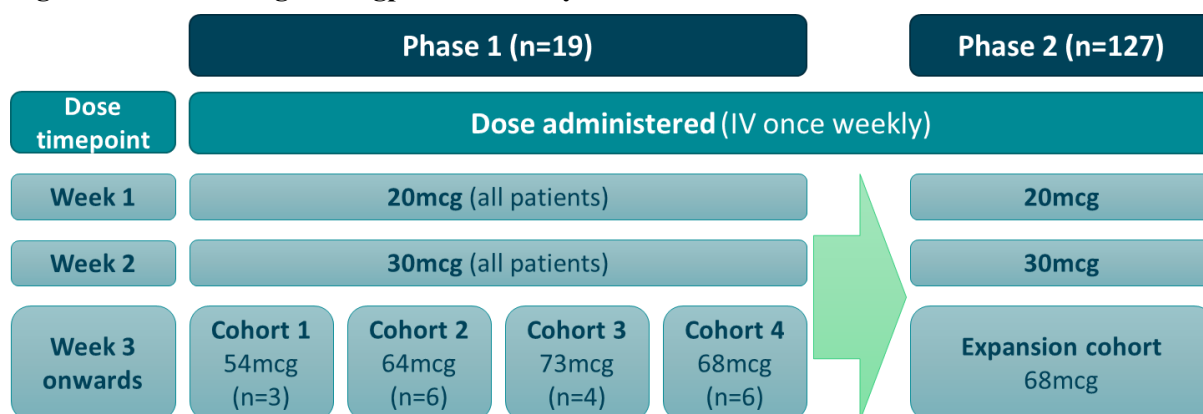 Phase 1 (n=19)
Phase 2 (n=127)
Dose
timepoint
Dose administered (IV once weekly)
Week 1
20mcg (all patients)
20mcg
Week 2
30mcg (all patients)
30mcg
Week 3
onwards
Cohort 1
54mcg
(n=3)
Cohort 2
64mcg
(n=6)
Cohort 3
73mcg
(n=4)
Cohort 4
68mcg
(n=6)
Expansion cohort
68mcg